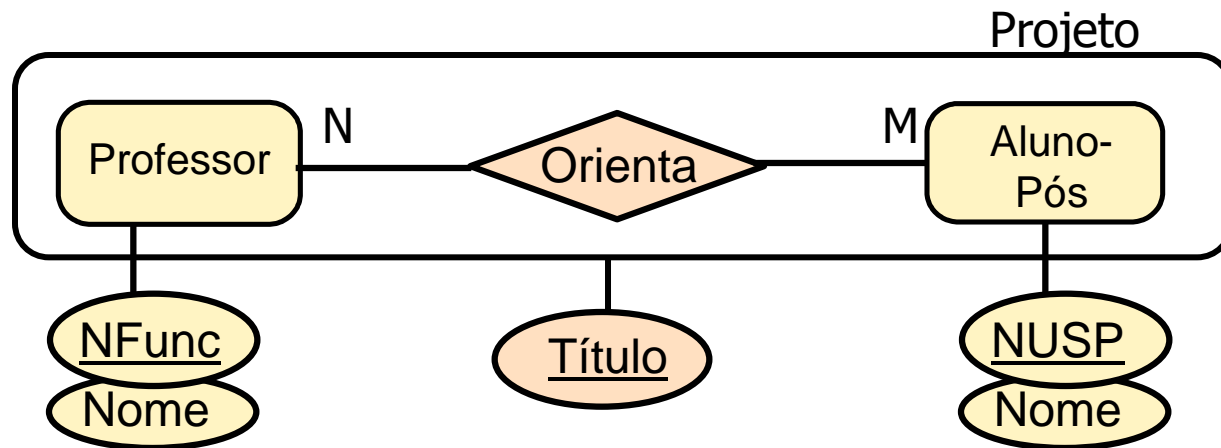 Projeto
Professor
N
Orienta
M
Aluno-
Pós
NFunc
Nome
Título
NUSP
Nome